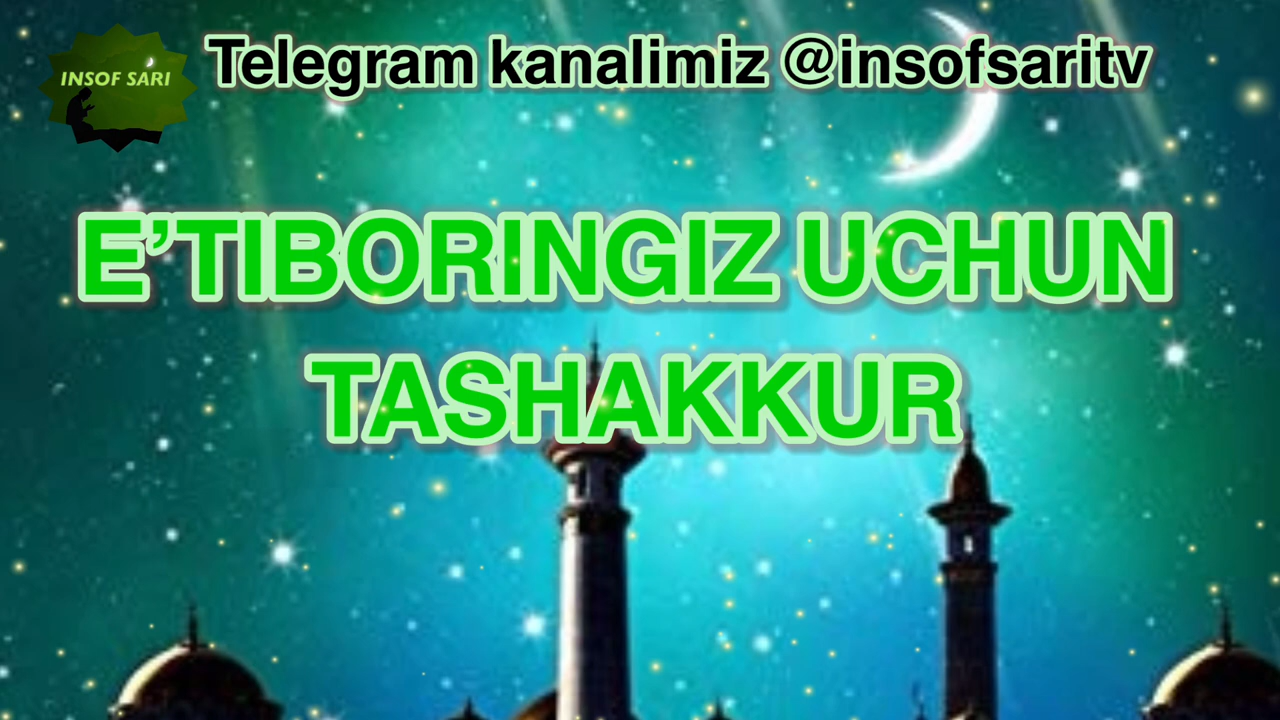 INSOF SARI
Telegram kanalimiz @insofsaritv
E’TIBORINGIZ UCHUN
TASHAKKUR